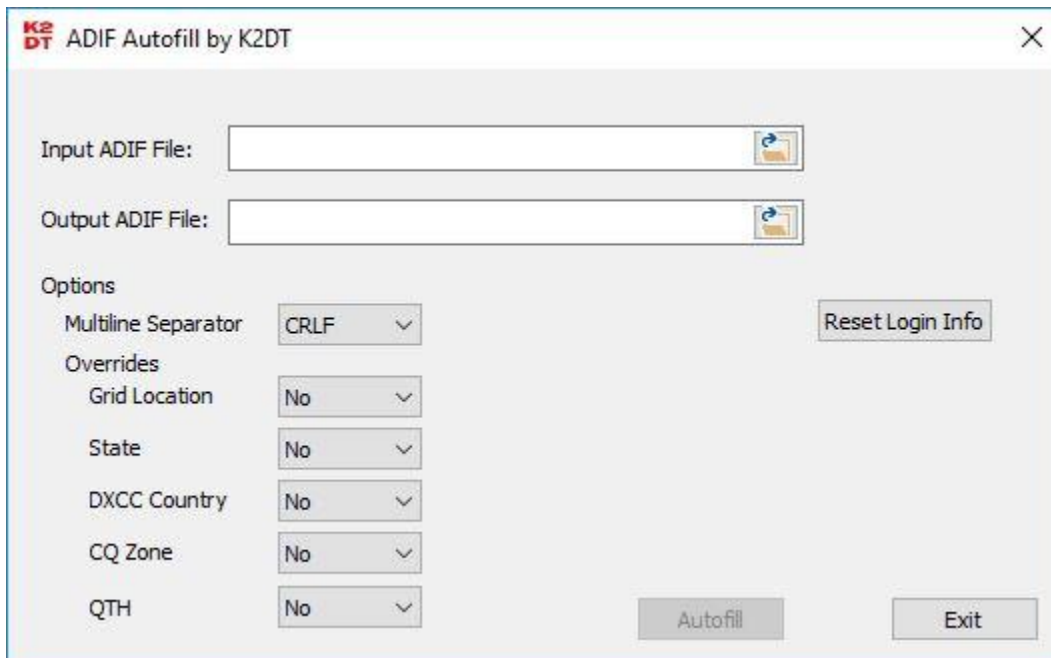 K2
DT
ADIF Autofill by K2DT
Input ADIF File:
Output ADIF File:
Options
Multiline Separator CRLF
Reset Login Info
Overrides
Grid Location No
State No
DXCC Country No
CQ Zone No
QTH No
Autofill Exit